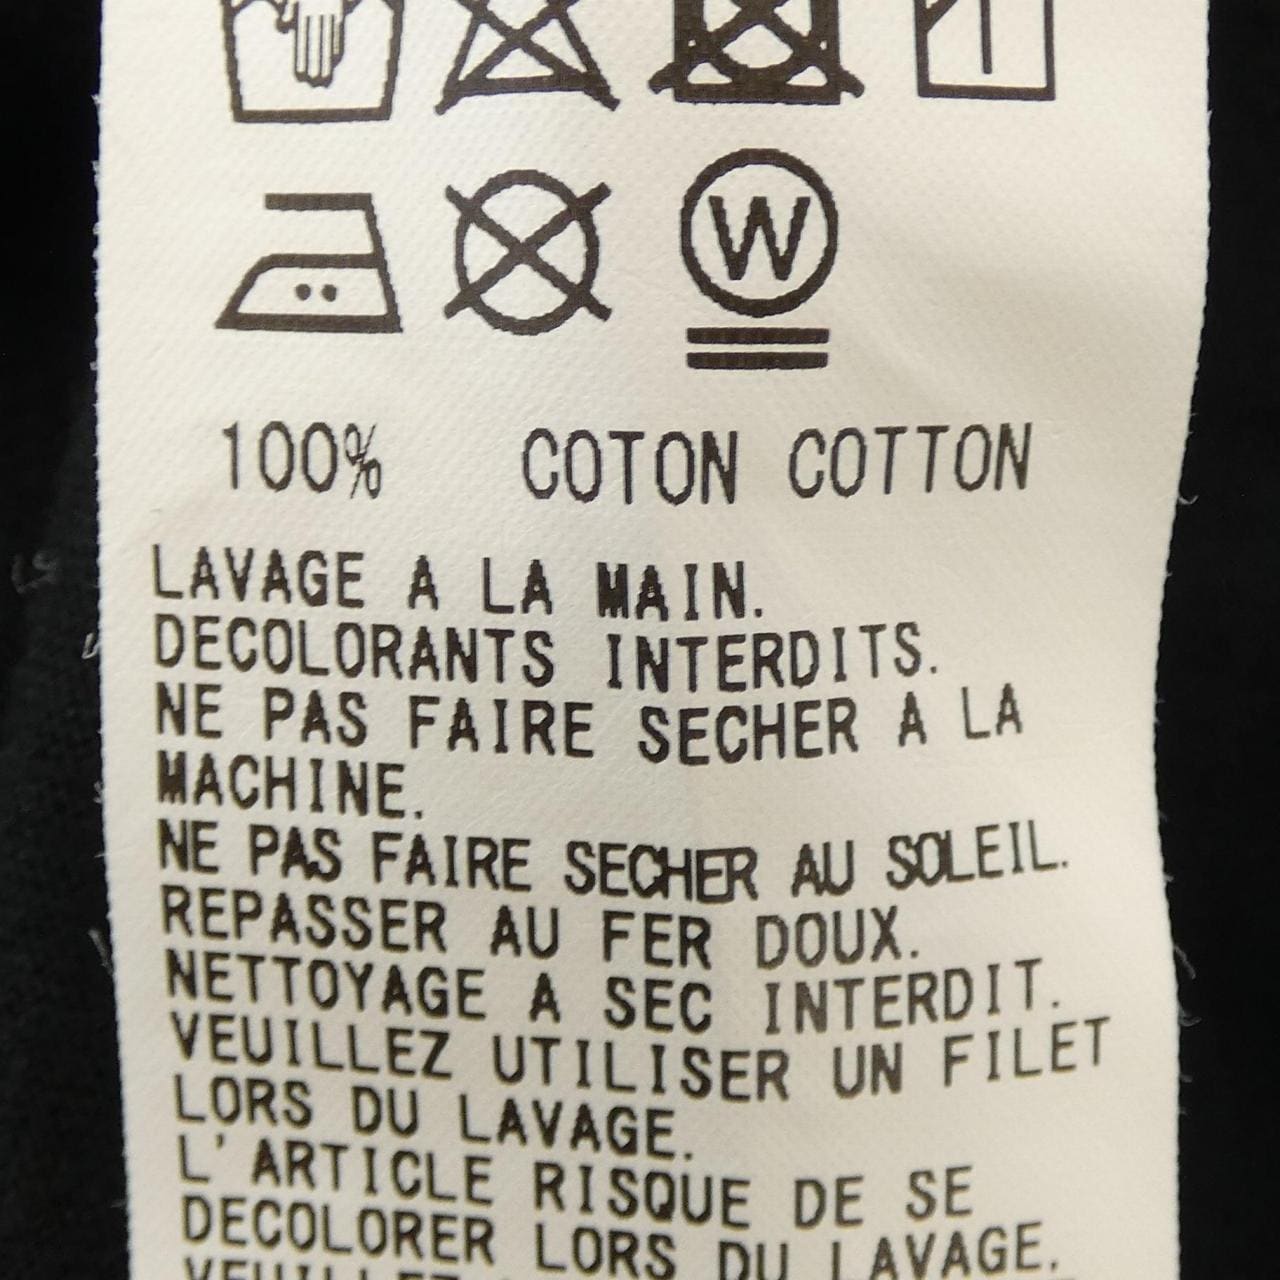 W
100% COTON COTTON
LAVAGE A LA MAIN.
DECOLORANTS INTERDITS.
NE PAS FAIRE SECHER A LA
MACHINE.
NE PAS FAIRE SECHER AU SOLEIL.
REPASSER AU FER DOUX.
NETTOYAGE A SEC INTERDIT.
VEUILLEZ UTILISER UN FILET
LORS DU LAVAGE.
L'ARTICLE RISQUE DE SE
DECOLORER LORS DU LAVAGE.